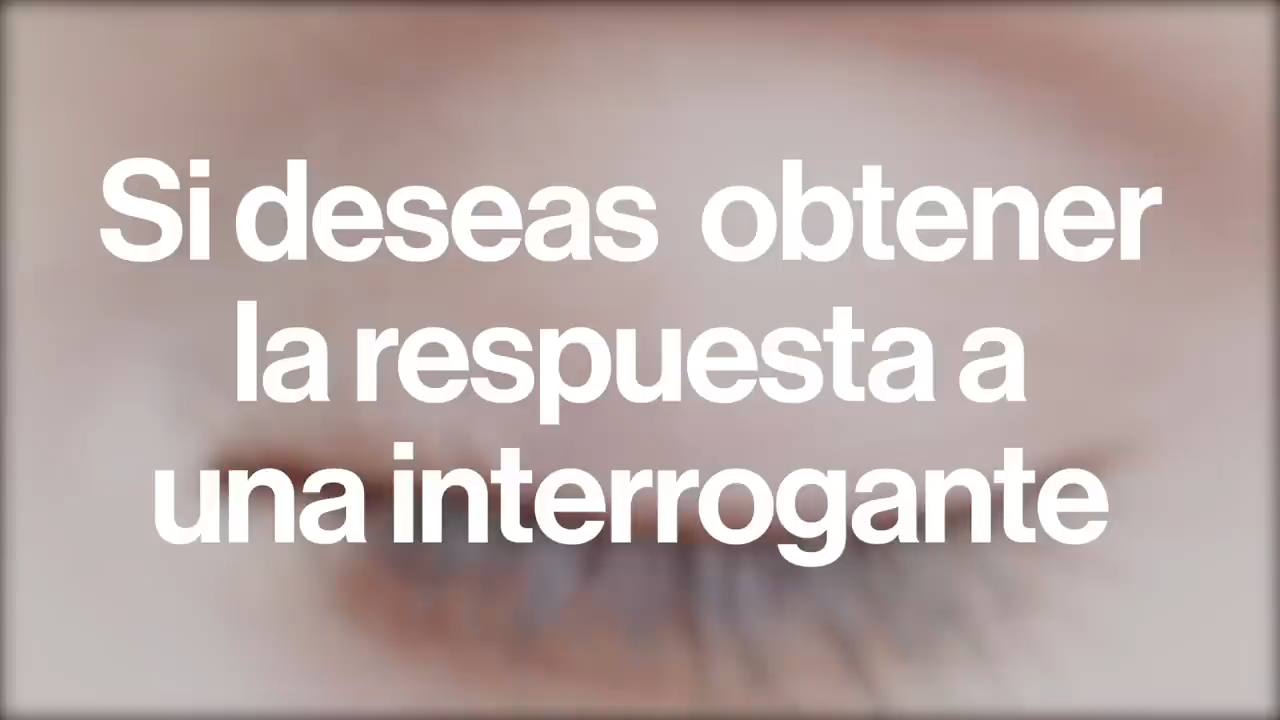 Si deseas  obtener
la respuesta a
una interrogante